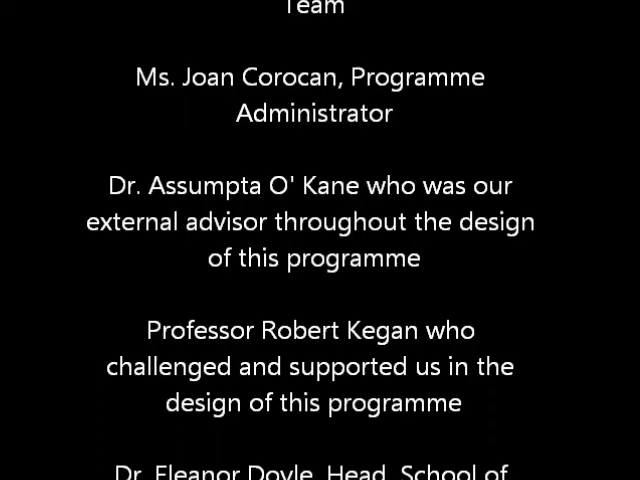 Team
Ms. Joan Corocan, Programme
Administrator
Dr. Assumpta O' Kane who was our
external advisor throughout the design
of this programme
Professor Robert Kegan who
challenged and supported us in the
design of this programme
Dr. Eleanor Doyle, Head, School of